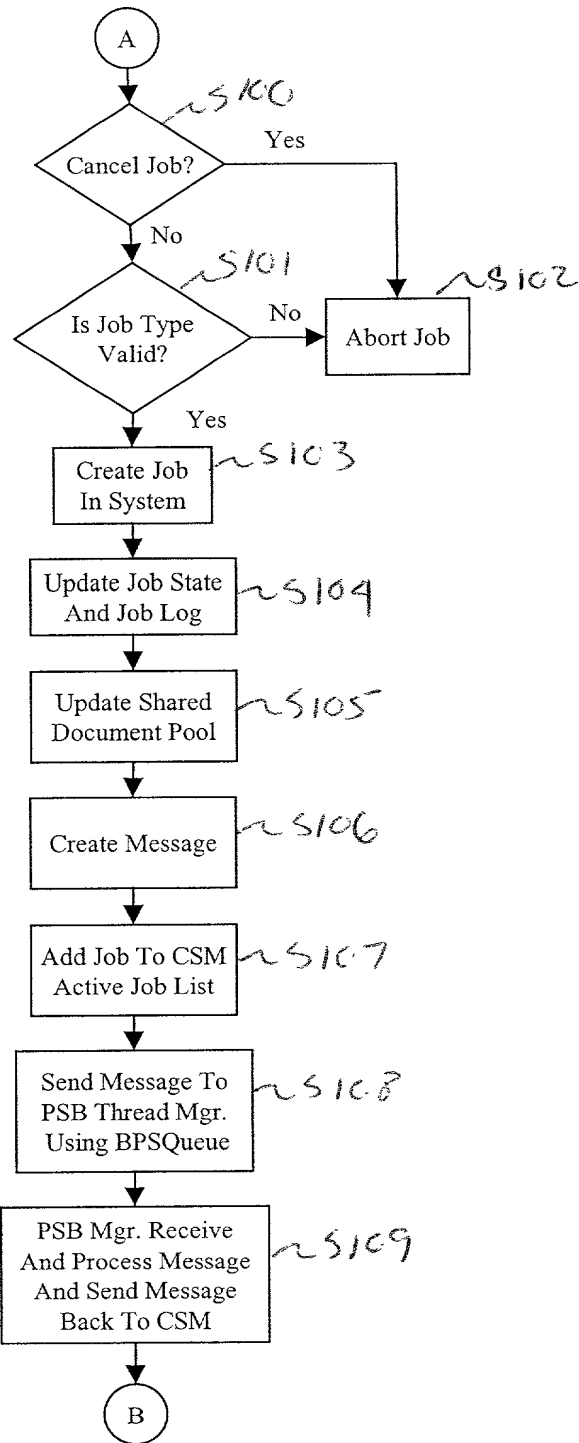 A
S100
Cancel Job?
Yes
No
S101
S102
Is Job Type
Valid?
No
Abort Job
Yes
Create Job
In System
S103
Update Job State
And Job Log
S104
Update Shared
Document Pool
S105
Create Message
S106
Add Job To CSM
Active Job List
S107
Send Message To
PSB Thread Mgr.
Using BPSQueue
S108
PSB Mgr. Receive
And Process Message
And Send Message
Back To CSM
S109
B